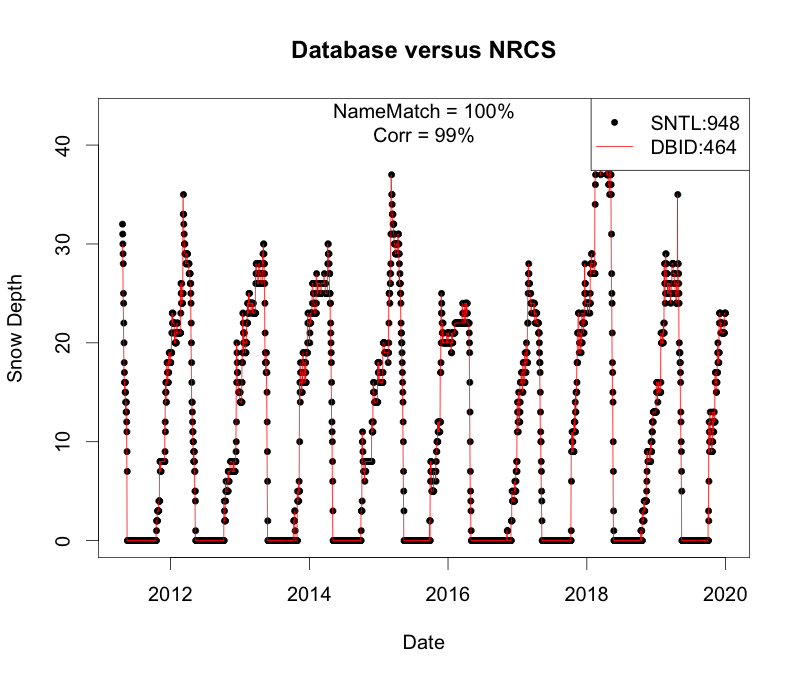 Database versus NRCS
NameMatch = 100%
Corr = 99%
SNTL:948
DBID:464
Snow Depth
40
30
20
10
0
2012 2014 2016 2018 2020
Date